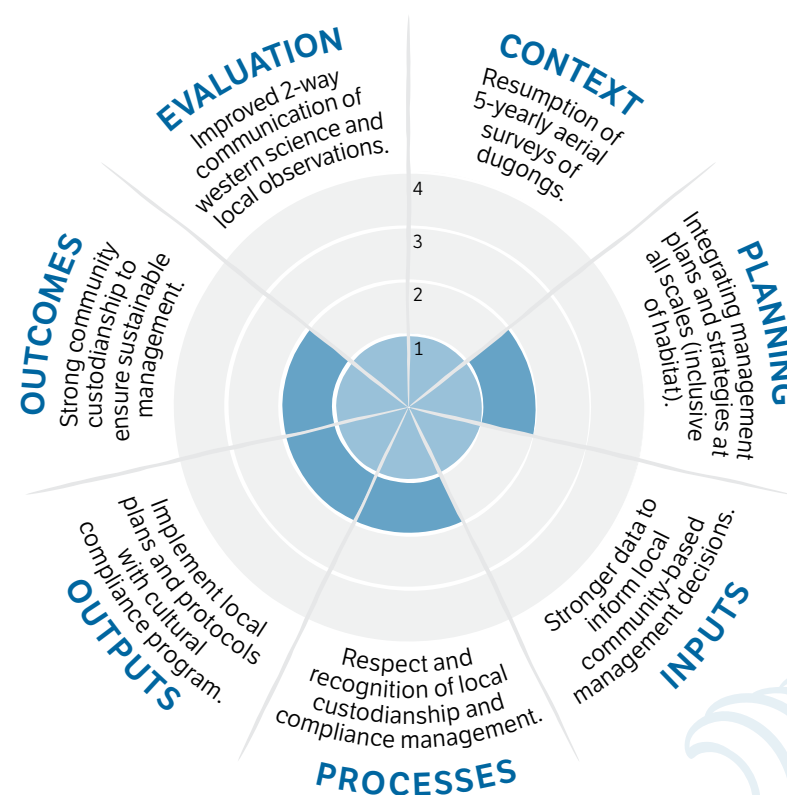 EVALUATION
Improved 2-way
communication of
western science and
local observations.
CONTEXT
Resumption of
5-yearly aerial
surveys of
dugongs.
PLANNING
Integrating management
plans and strategies at
all scales (inclusive
of habitat).
INPUTS
Stronger data to
inform local
community-based
management decisions.
PROCESSES
Respect and
recognition of local
custodianship and
compliance management.
OUTPUTS
Implement local
plans and protocols
with cultural
compliance program.
OUTCOMES
Strong community
custodianship to
ensure sustainable
management.
4
3
2
1